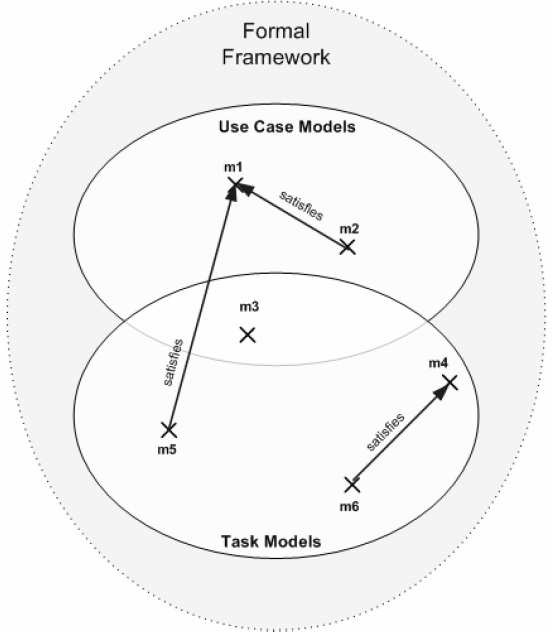 Formal
Framework
Use Case Models
m1
satisfies
m2
m3
satisfies
m4
satisfies
m5
m6
Task Models